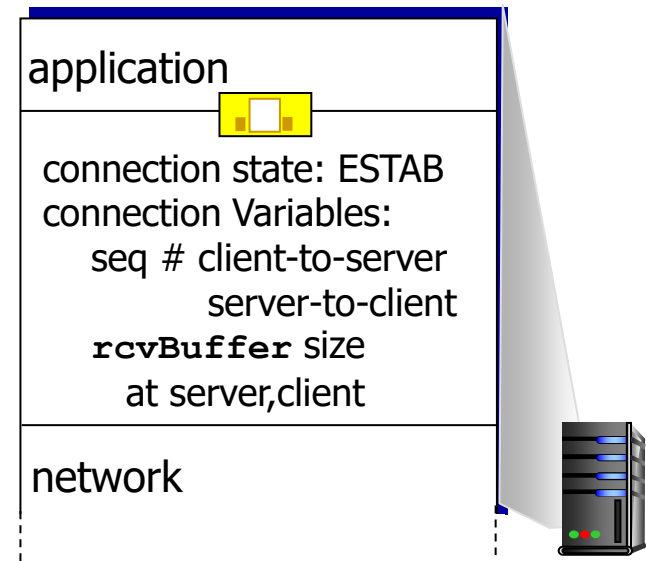 application
connection state: ESTAB
connection Variables:
seq # client-to-server
server-to-client
rcvBuffer size
at server,client
network